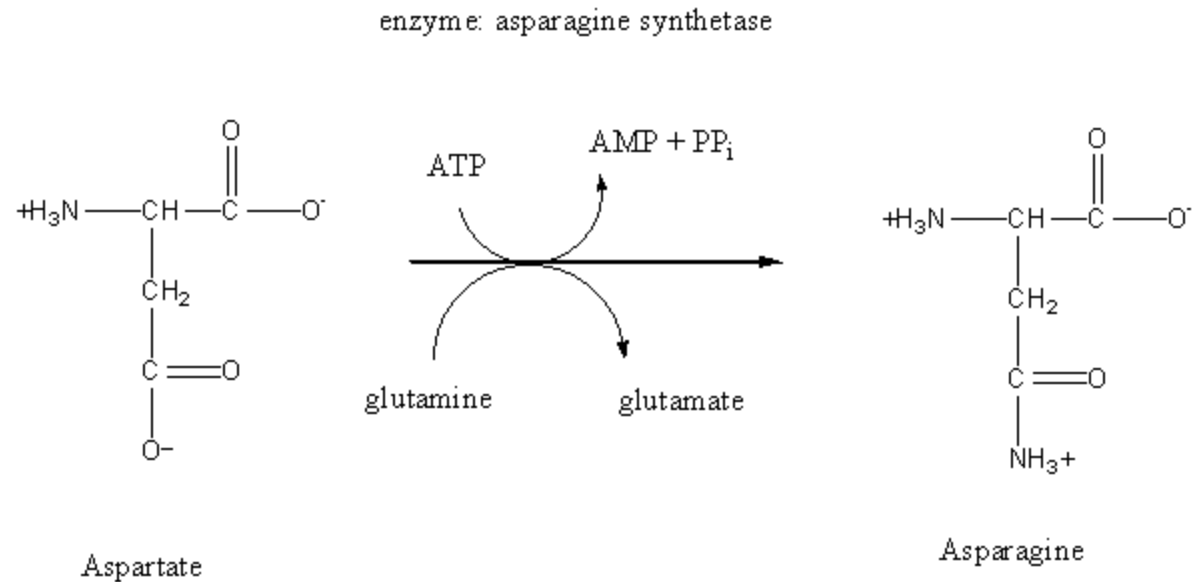 enzyme: asparagine synthetase
ATP
AMP + PPi
glutamine
glutamate
O
+H3N CH C O-
CH2
C O
O-
Aspartate
O
+H3N CH C O-
CH2
C O
NH3+
Asparagine